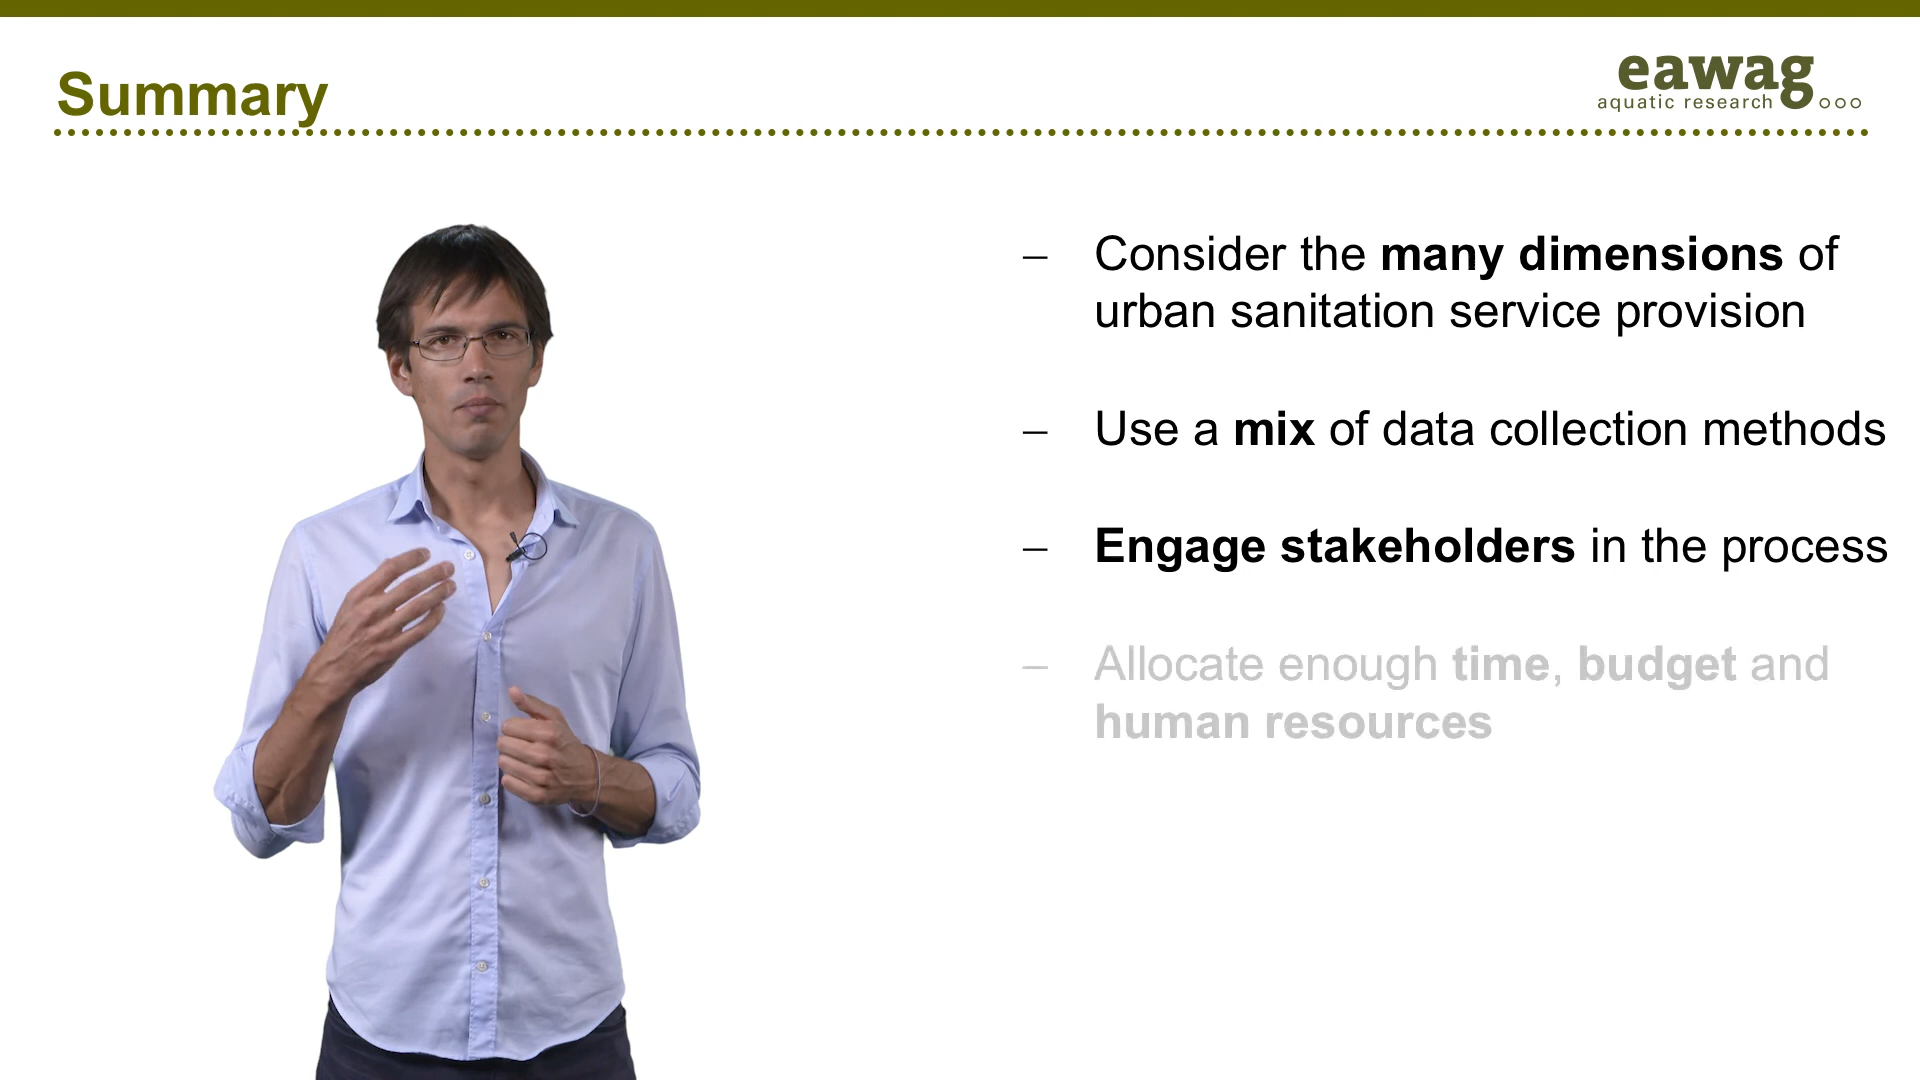 Summary
eawag
aquatic research
– Consider the many dimensions of
urban sanitation service provision
– Use a mix of data collection methods
– Engage stakeholders in the process
– Allocate enough time, budget and
human resources